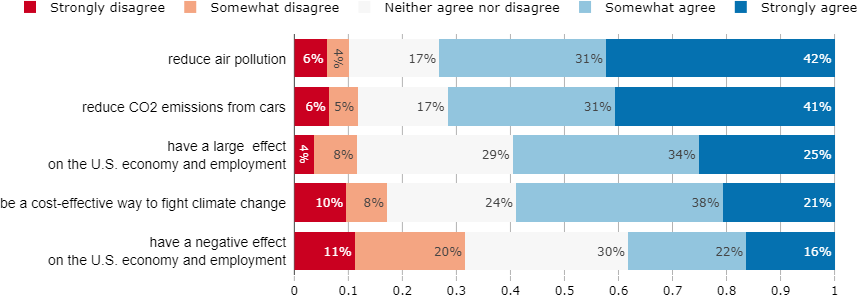 Strongly disagree Somewhat disagree Neither agree nor disagree Somewhat agree Strongly agree
reduce air pollution 6% 4% 17% 31% 42%
reduce CO2 emissions from cars 6% 5% 17% 31% 41%
have a large effect
on the U.S. economy and employment 4% 8% 29% 34% 25%
be a cost-effective way to fight climate change 10% 8% 24% 38% 21%
have a negative effect
on the U.S. economy and employment 11% 20% 30% 22% 16%
0 0.1 0.2 0.3 0.4 0.5 0.6 0.7 0.8 0.9 1